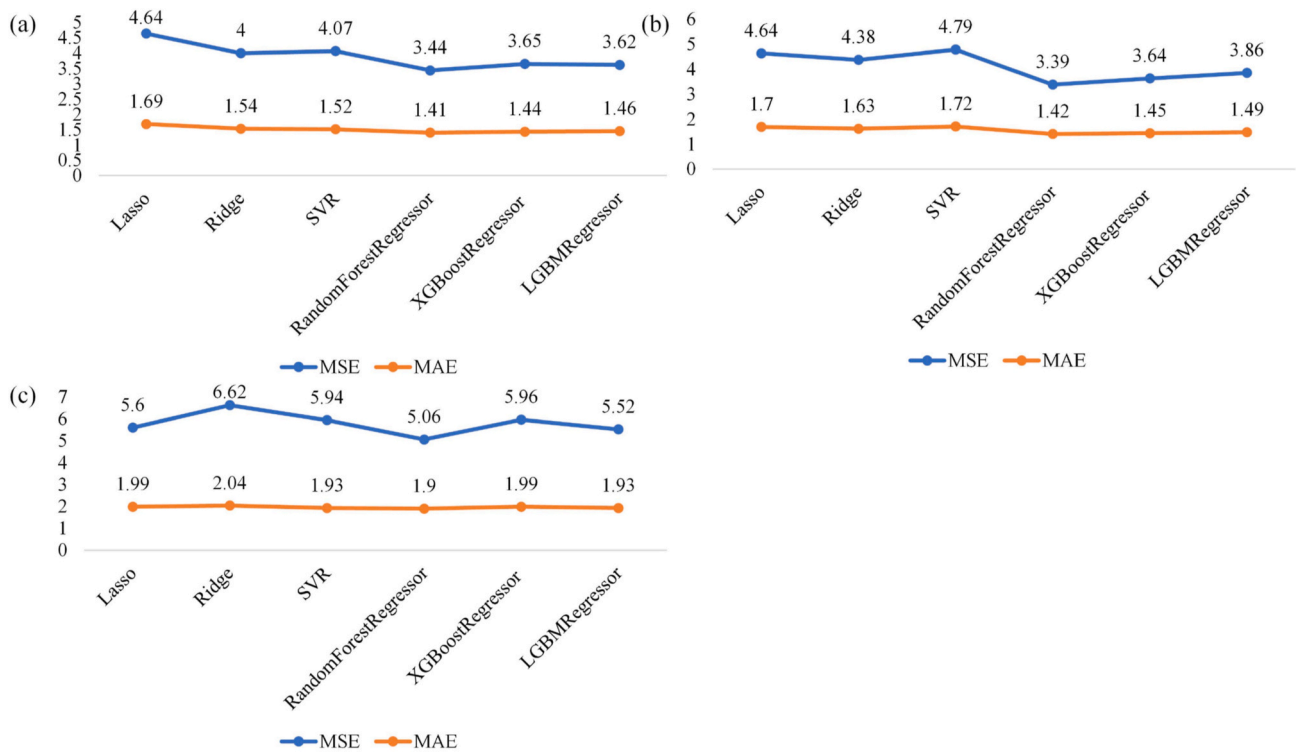 (a)
5
4.5
4
3.5
3
2.5
2
1.5
1
0.5
0
4.64 4 4.07 3.44 3.65 3.62
1.69 1.54 1.52 1.41 1.44 1.46
Lasso
Ridge
SVR
RandomForestRegressor
XGBoostRegressor
LGBMRegressor
MSE MAE
(b)
6
5
4
3
2
1
0
4.64 4.38 4.79 3.39 3.64 3.86
1.7 1.63 1.72 1.42 1.45 1.49
Lasso
Ridge
SVR
RandomForestRegressor
XGBoostRegressor
LGBMRegressor
MSE MAE
(c)
7
6
5
4
3
2
1
0
5.6 6.62 5.94 5.06 5.96 5.52
1.99 2.04 1.93 1.9 1.99 1.93
Lasso
Ridge
SVR
RandomForestRegressor
XGBoostRegressor
LGBMRegressor
MSE MAE